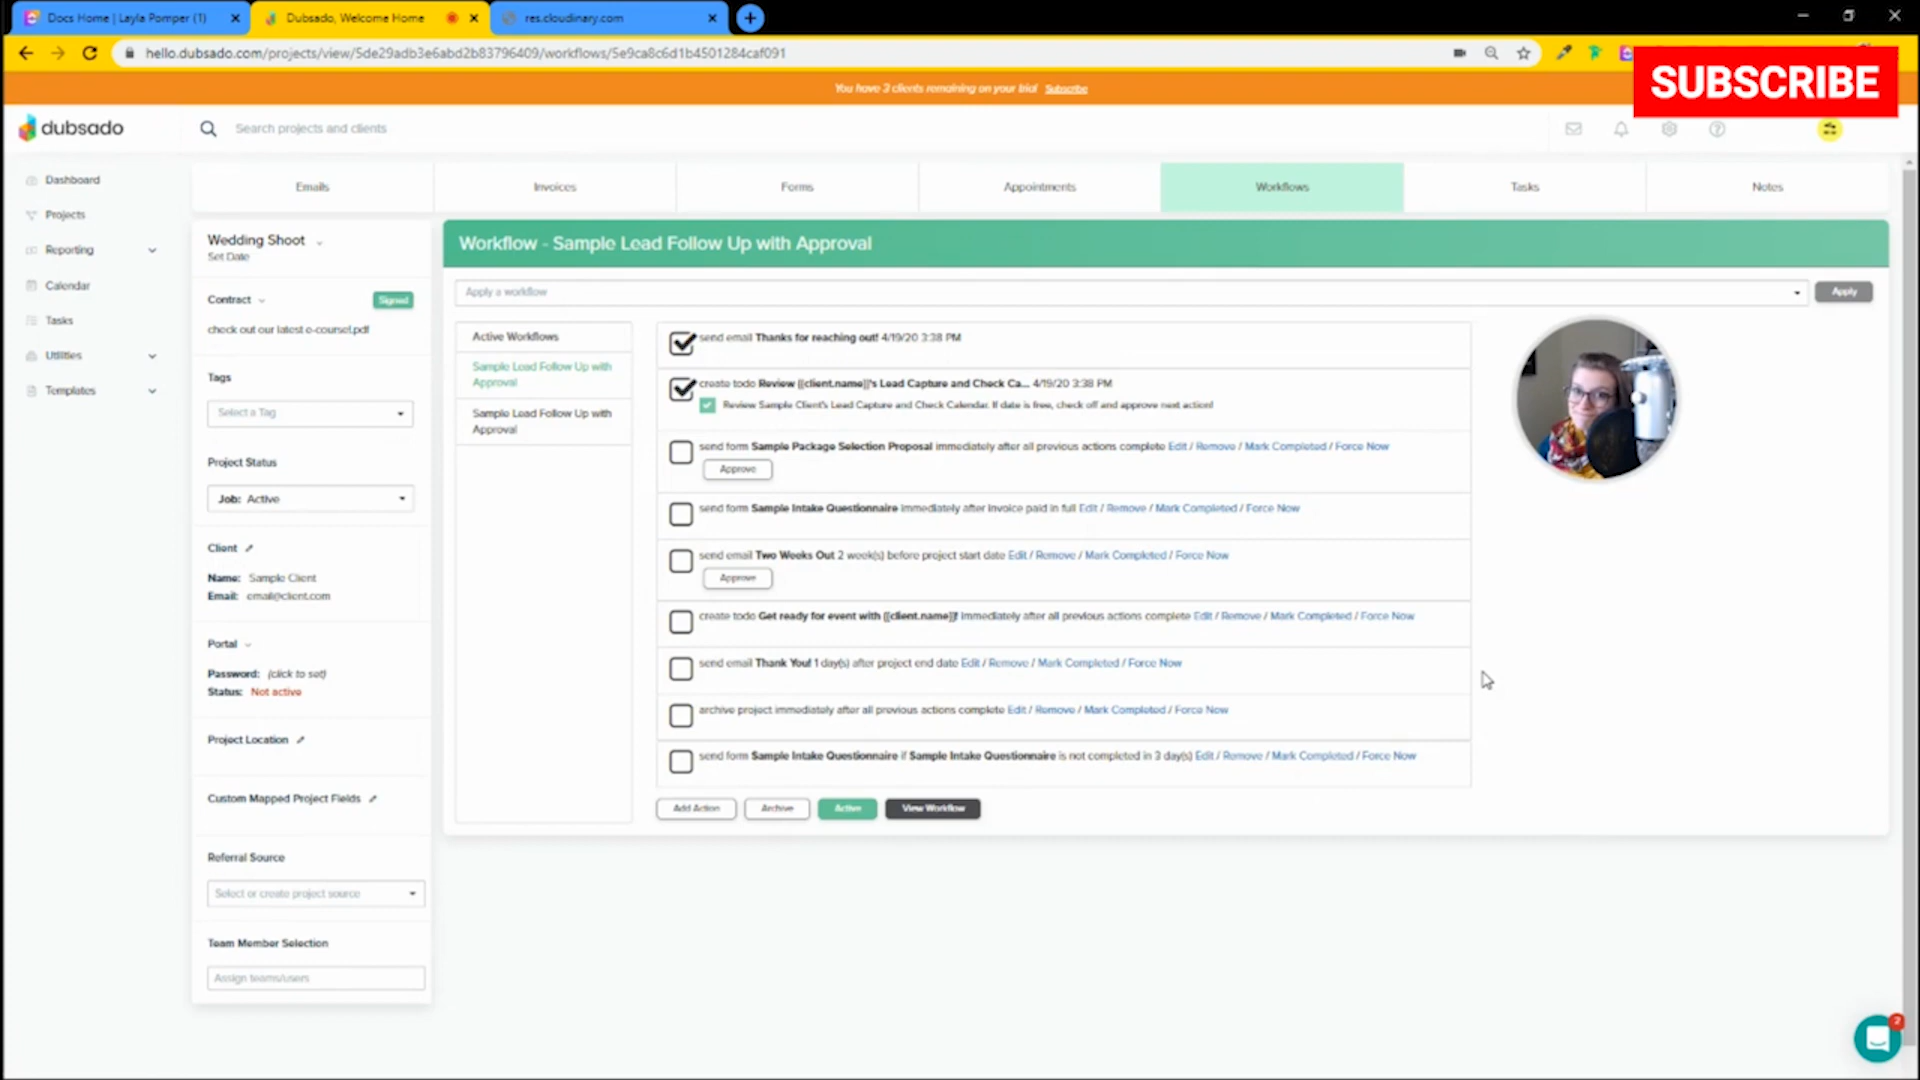 Docs Home | Layla Pomper (1)
Dubsado, Welcome Home
res.cloudinary.com
hello.dubsado.com/projects/view/5de29adb3e6abd2b83796409/workflows/5e9ca8c6d1b4501284caf091
SUBSCRIBE
You have 3 clients remaining on your trial Subscribe
dubsado
Search projects and clients
Dashboard
Projects
Reporting
Calendar
Tasks
Utilities
Templates
Emails
Invoices
Forms
Appointments
Workflows
Tasks
Notes
Wedding Shoot
Set Date
Contract
Signed
check out our latest e-course!.pdf
Tags
Select a Tag
Project Status
Job: Active
Client
Name: Sample Client
Email: email@client.com
Portal
Password: (click to set)
Status: Not active
Project Location
Custom Mapped Project Fields
Referral Source
Select or create project source
Team Member Selection
Assign teams/users
Workflow - Sample Lead Follow Up with Approval
Apply a workflow
Apply
Active Workflows
Sample Lead Follow Up with
Approval
Sample Lead Follow Up with
Approval
send email Thanks for reaching out! 4/19/20 3:38 PM
create todo Review {{client.name}}'s Lead Capture and Check Ca... 4/19/20 3:38 PM
Review Sample Client's Lead Capture and Check Calendar. If date is free, check off and approve next action!
send form Sample Package Selection Proposal immediately after all previous actions complete Edit / Remove / Mark Completed / Force Now
Approve
send form Sample Intake Questionnaire immediately after invoice paid in full Edit / Remove / Mark Completed / Force Now
send email Two Weeks Out 2 week(s) before project start date Edit / Remove / Mark Completed / Force Now
Approve
create todo Get ready for event with {{client.name}}! immediately after all previous actions complete Edit / Remove / Mark Completed / Force Now
send email Thank You! 1 day(s) after project end date Edit / Remove / Mark Completed / Force Now
archive project immediately after all previous actions complete Edit / Remove / Mark Completed / Force Now
send form Sample Intake Questionnaire if Sample Intake Questionnaire is not completed in 3 day(s) Edit / Remove / Mark Completed / Force Now
Add Action
Archive
Active
View Workflow
2